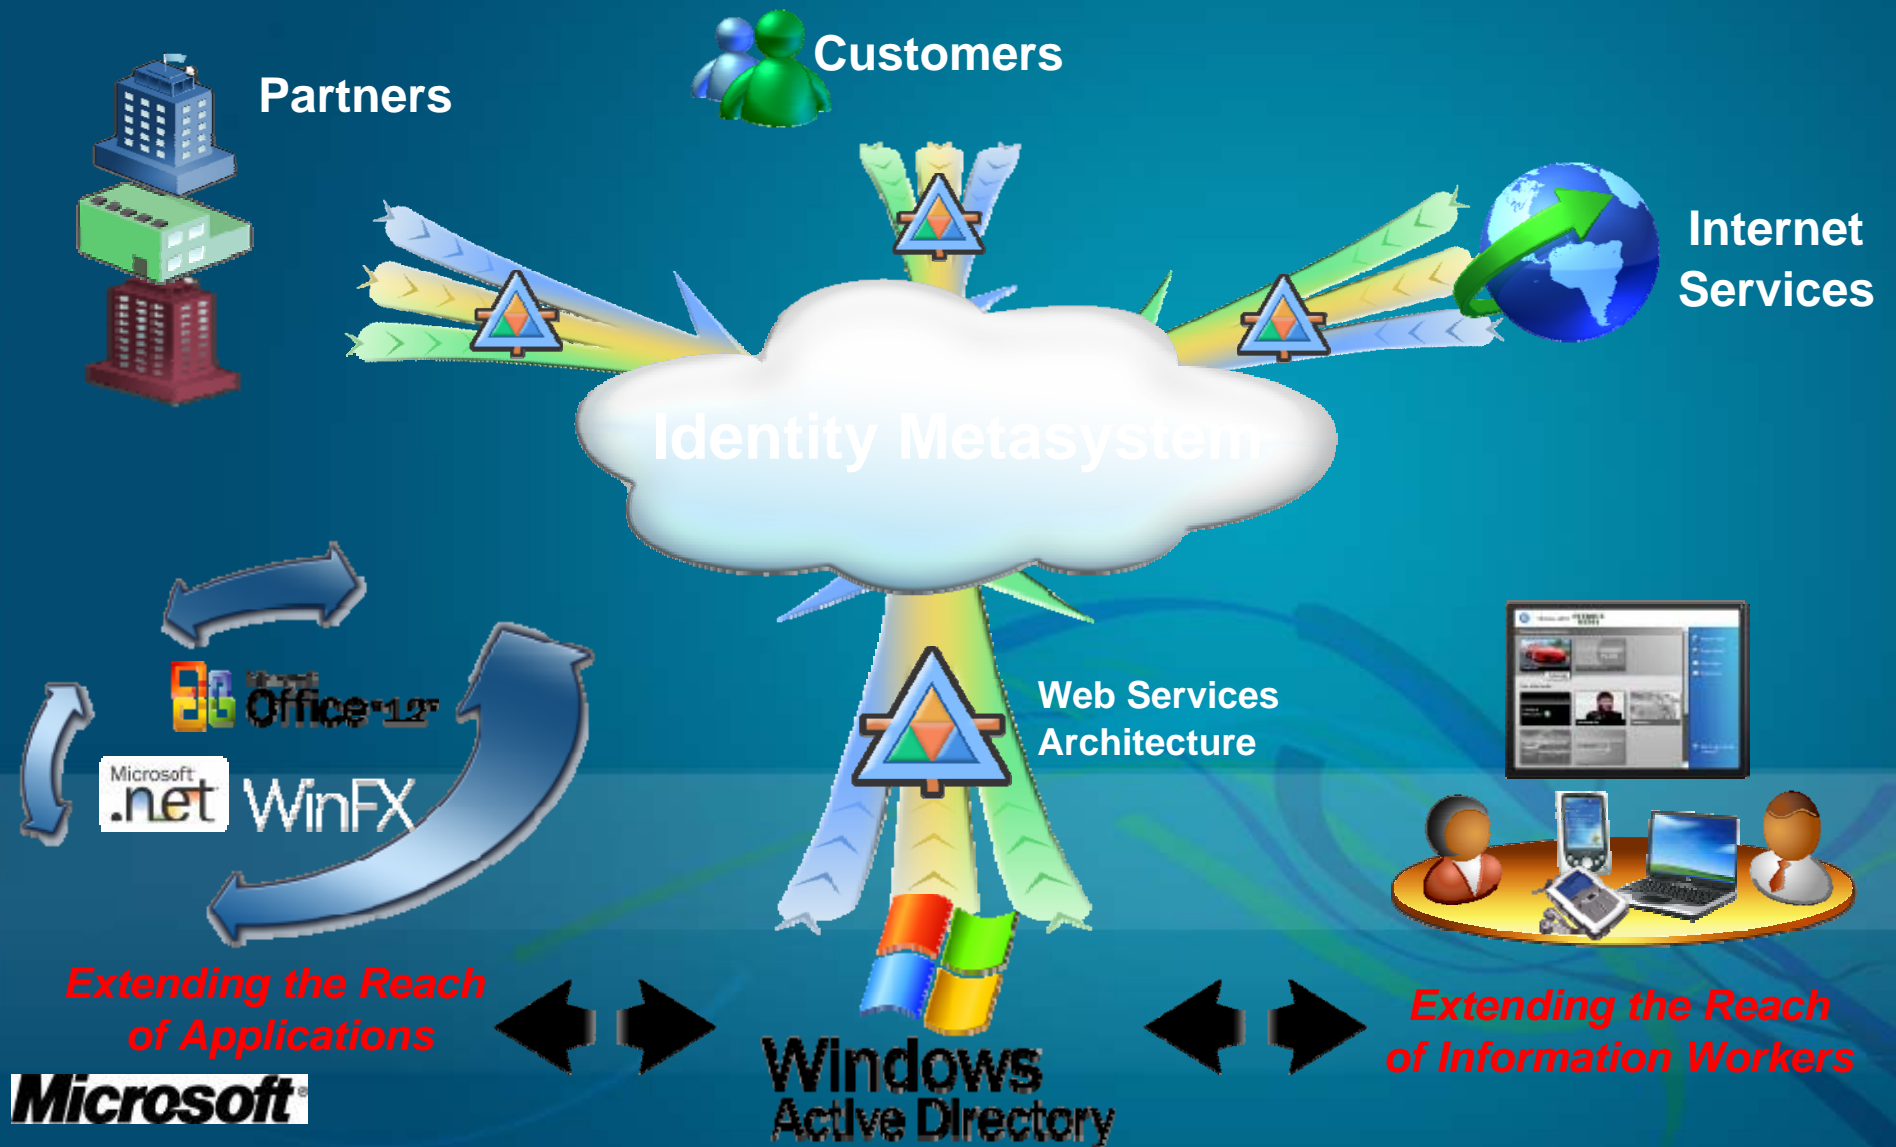 Customers
Partners
Internet
Services
Identity Metasystem
Web Services
Architecture
Microsoft
Office "12"
Microsoft
.net
WinFX
Extending the Reach
of Applications
Extending the Reach
of Information Workers
Microsoft
Windows
Active Directory